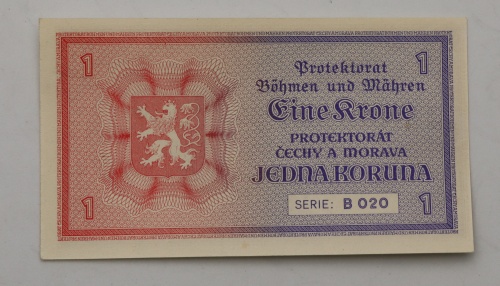 1
1
Protektorat
Böhmen und Mähren
Eine Krone
PROTEKTORÁT
ČECHY A MORAVA
JEDNA KORUNA
SERIE: B 020
1
1